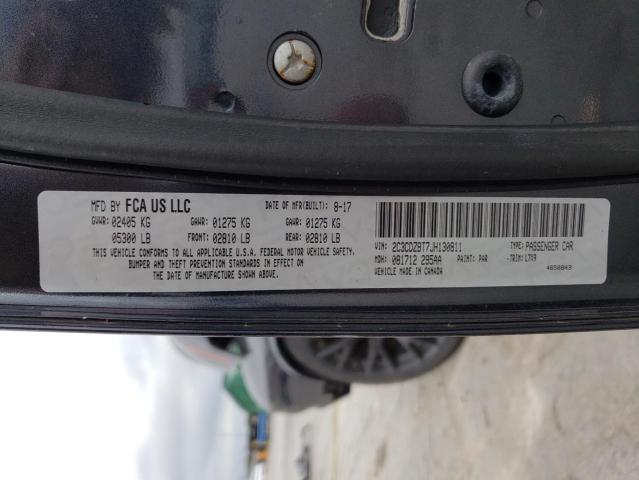 MFD BY FCA US LLC DATE OF MFR(BUILT): 8-17
GVWR: 02405 KG GAWR: 01275 KG GAWR: 01275 KG
05300 LB FRONT: 02810 LB REAR: 02810 LB
THIS VEHICLE CONFORMS TO ALL APPLICABLE U.S.A. FEDERAL MOTOR VEHICLE SAFETY,
BUMPER AND THEFT PREVENTION STANDARDS IN EFFECT ON
THE DATE OF MANUFACTURE SHOWN ABOVE.
VIN: 2C3CDZBT7JH130811 TYPE: PASSENGER CAR
MDH: 081712 295AA PAINT: PAR -TRIM: L7X9
VEHICLE MADE IN CANADA 4650843